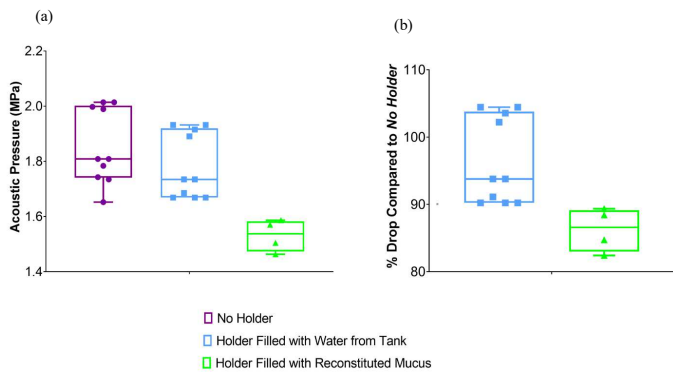 (a)
(b)
2.2
2.0
1.8
1.6
1.4
Acoustic Pressure (MPa)
110
100
90
80
% Drop Compared to No Holder
No Holder
Holder Filled with Water from Tank
Holder Filled with Reconstituted Mucus